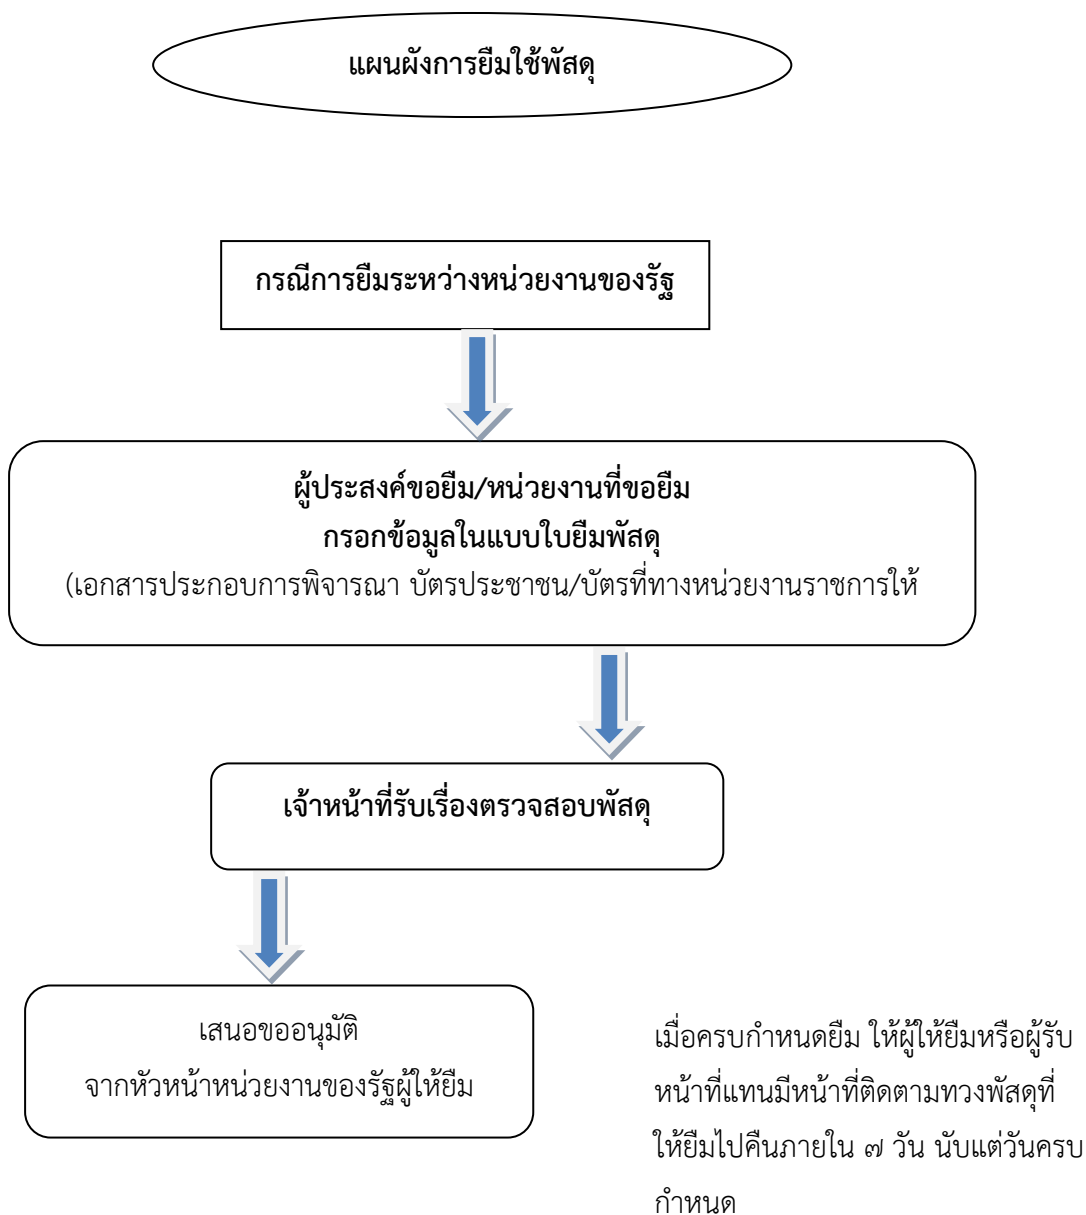 แผนผังการยืมใช้พัสดุ
กรณีการยืมระหว่างหน่วยงานของรัฐ
ผู้ประสงค์ขอยืม/หน่วยงานที่ขอยืม
กรอกข้อมูลในแบบใบยืมพัสดุ
(เอกสารประกอบการพิจารณา บัตรประชาชน/บัตรที่ทางหน่วยงานราชการให้
เจ้าหน้าที่รับเรื่องตรวจสอบพัสดุ
เสนอขออนุมัติ
จากหัวหน้าหน่วยงานของรัฐผู้ให้ยืม
เมื่อครบกำหนดยืม ให้ผู้ให้ยืมหรือผู้รับ
หน้าที่แทนมีหน้าที่ติดตามทวงพัสดุที่
ให้ยืมไปคืนภายใน ๗ วัน นับแต่วันครบ
กำหนด